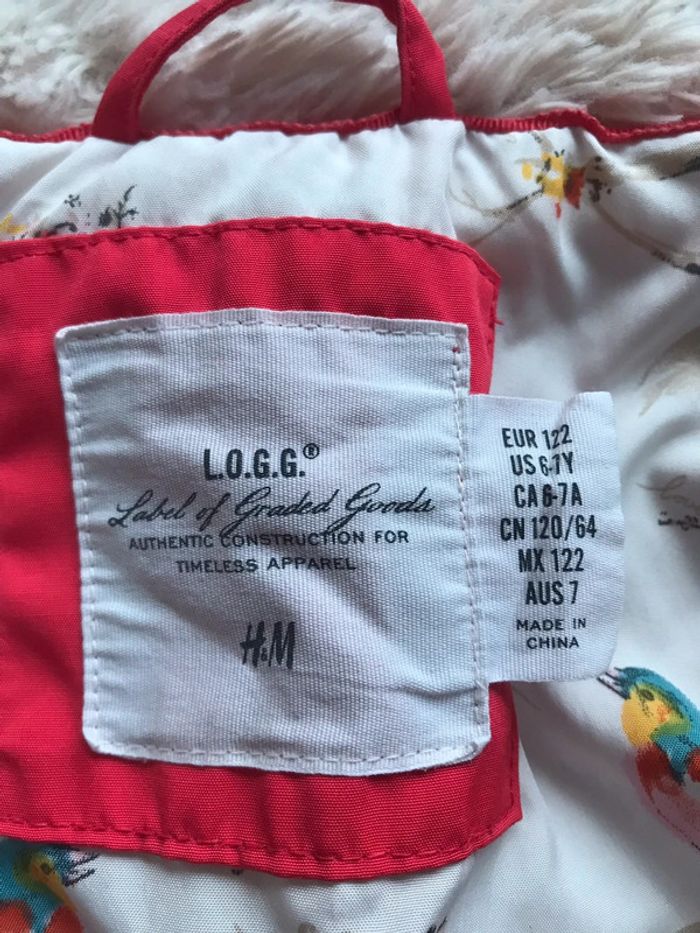 L.O.G.G.®
Label of Graded Goods
AUTHENTIC CONSTRUCTION FOR
TIMELESS APPAREL
H&M
EUR 122
US 6-7Y
CA 6-7A
CN 120/64
MX 122
AUS 7
MADE IN
CHINA